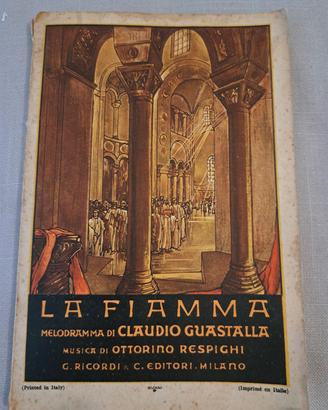 LA FIAMMA
MELODRAMMA DI CLAUDIO GUASTALLA
MUSICA DI OTTORINO RESPIGHI
G. RICORDI & C. EDITORI. MILANO
(Printed in Italy) (Imprimé en Italie)